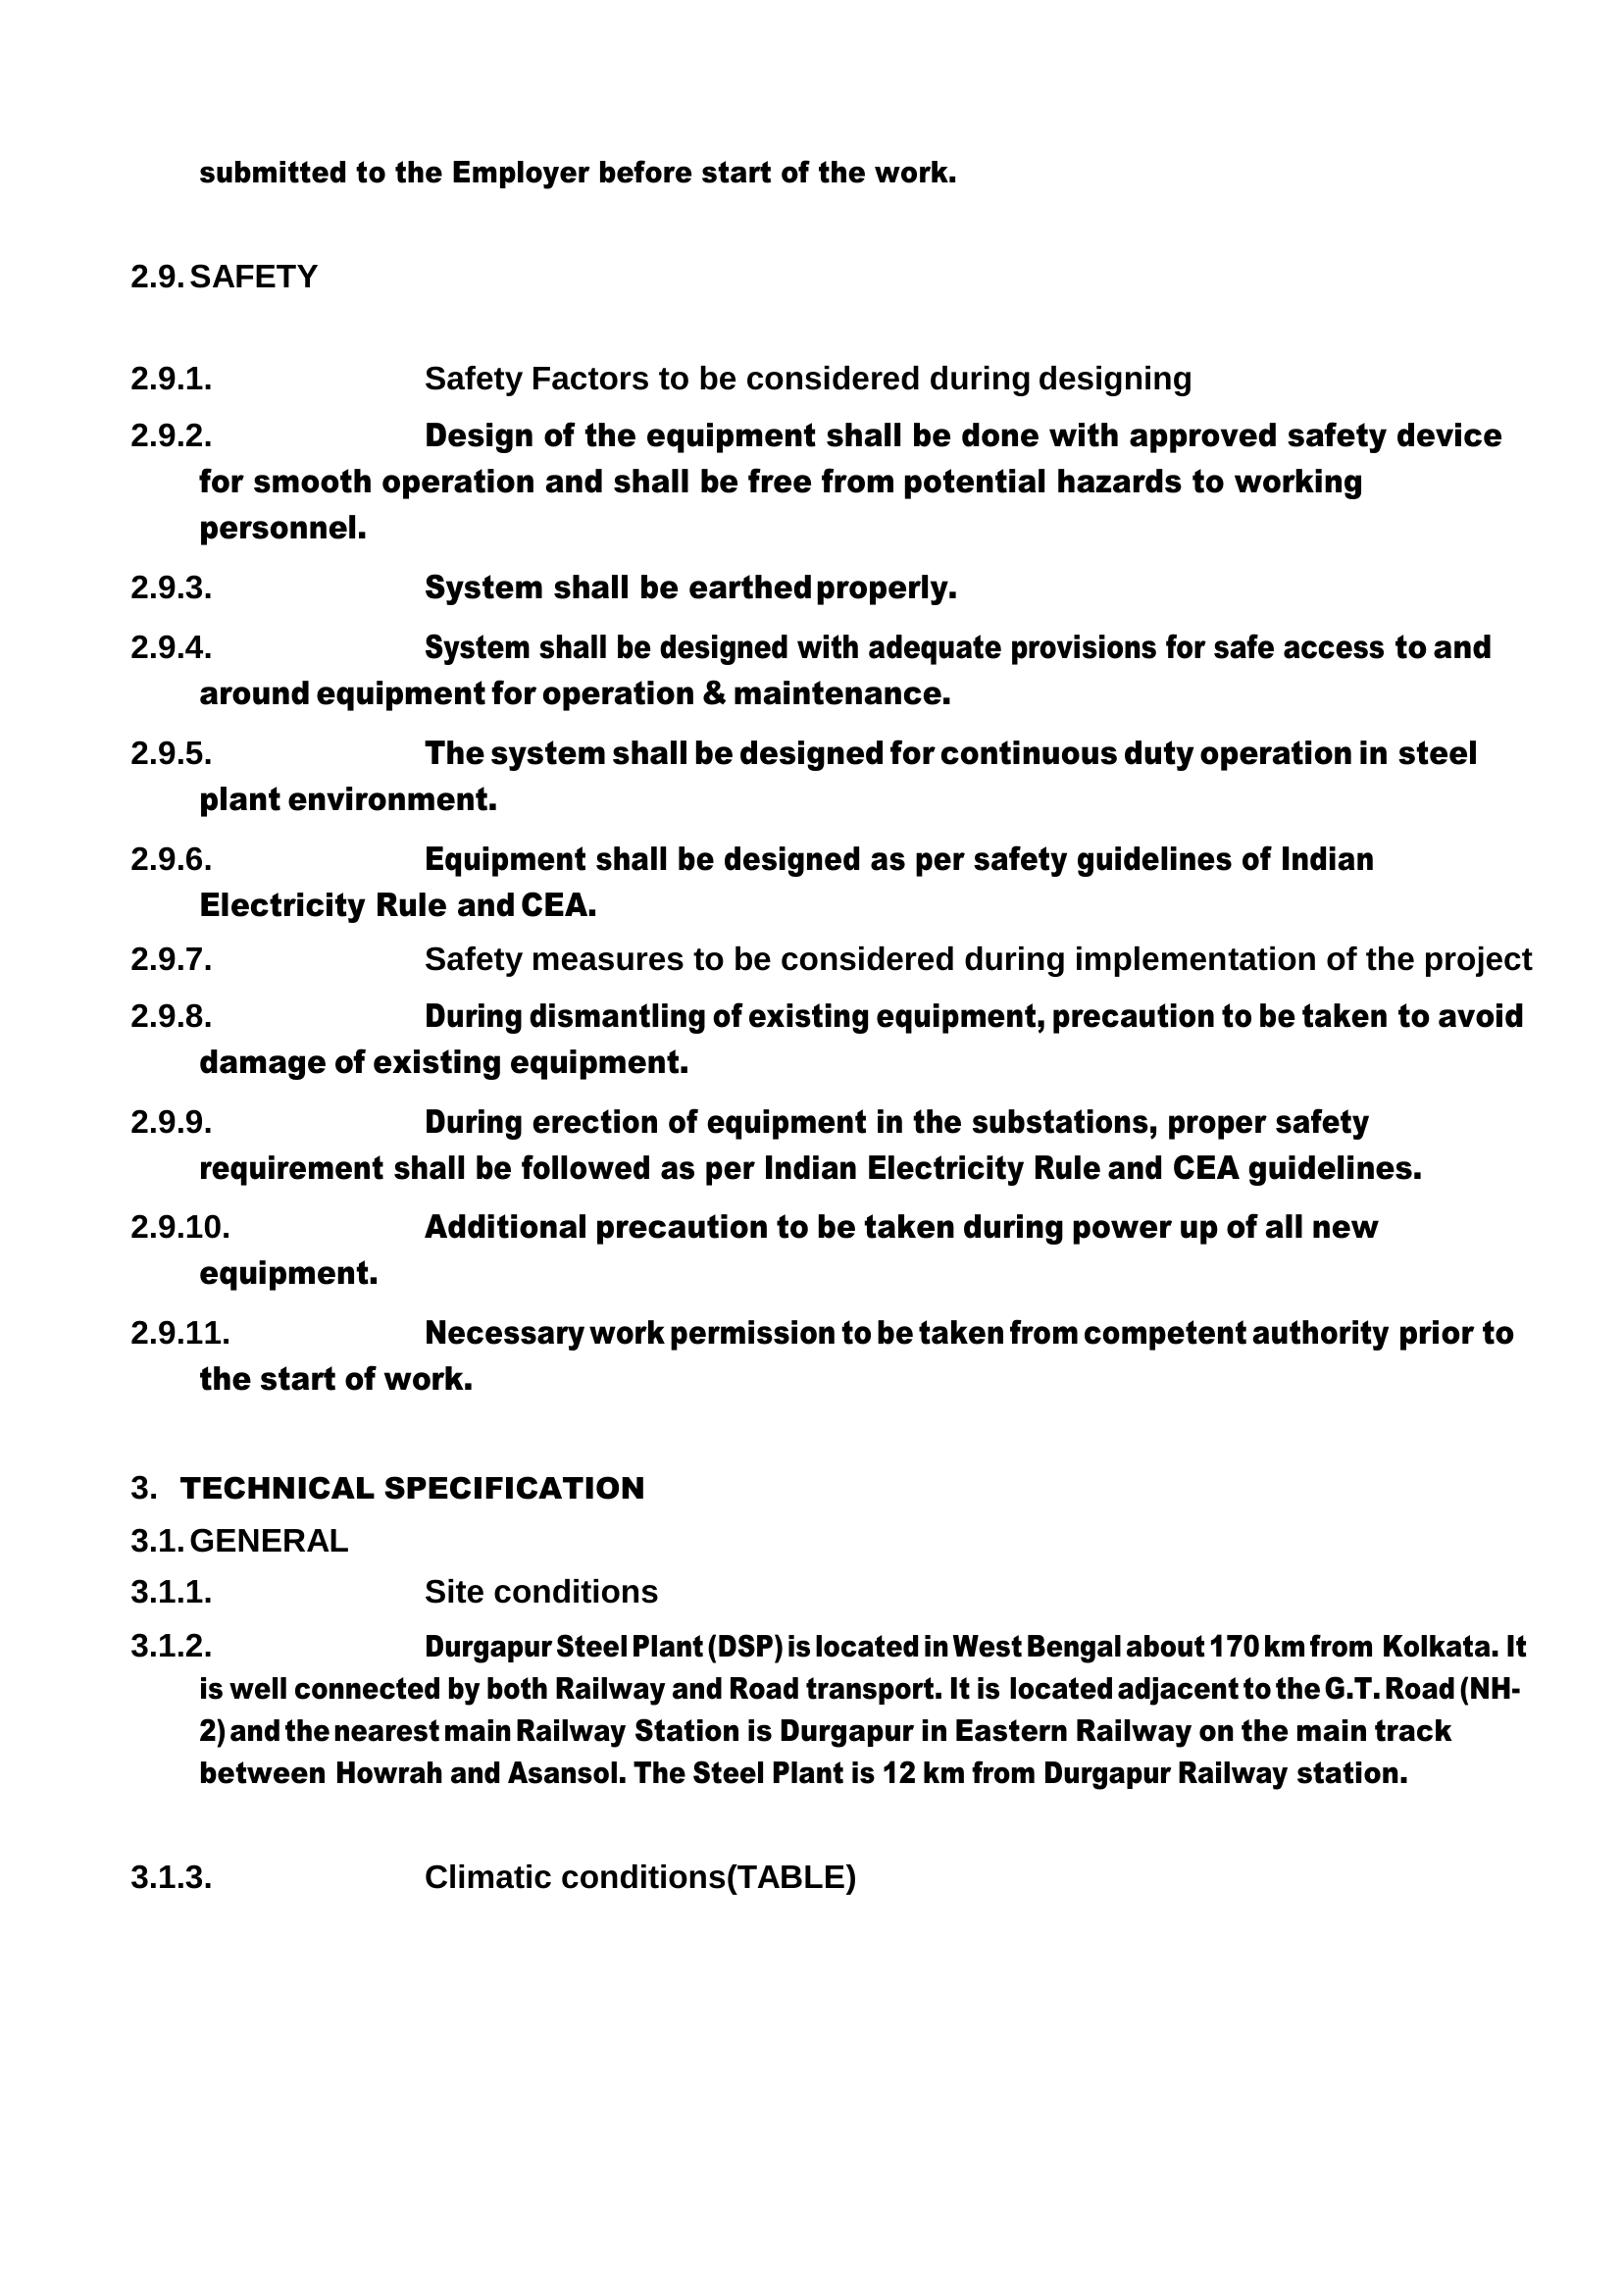 submitted to the Employer before start of the work.
2.9. SAFETY
2.9.1. Safety Factors to be considered during designing
2.9.2. Design of the equipment shall be done with approved safety device
for smooth operation and shall be free from potential hazards to working
personnel.
2.9.3. System shall be earthed properly.
2.9.4. System shall be designed with adequate provisions for safe access to and
around equipment for operation & maintenance.
2.9.5. The system shall be designed for continuous duty operation in steel
plant environment.
2.9.6. Equipment shall be designed as per safety guidelines of Indian
Electricity Rule and CEA.
2.9.7. Safety measures to be considered during implementation of the project
2.9.8. During dismantling of existing equipment, precaution to be taken to avoid
damage of existing equipment.
2.9.9. During erection of equipment in the substations, proper safety
requirement shall be followed as per Indian Electricity Rule and CEA guidelines.
2.9.10. Additional precaution to be taken during power up of all new
equipment.
2.9.11. Necessary work permission to be taken from competent authority prior to
the start of work.
3. TECHNICAL SPECIFICATION
3.1. GENERAL
3.1.1. Site conditions
3.1.2. Durgapur Steel Plant (DSP) is located in West Bengal about 170 km from Kolkata. It
is well connected by both Railway and Road transport. It is located adjacent to the G.T. Road (NH-
2) and the nearest main Railway Station is Durgapur in Eastern Railway on the main track
between Howrah and Asansol. The Steel Plant is 12 km from Durgapur Railway station.
3.1.3. Climatic conditions(TABLE)